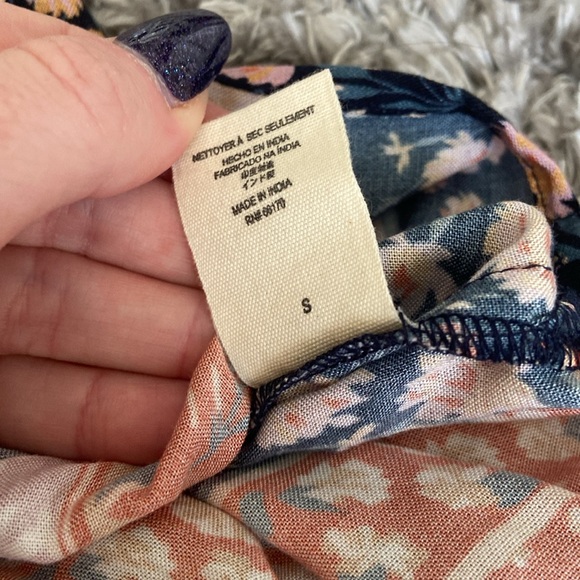 NETTOYER À SEC SEULEMENT
HECHO EN INDIA
FABRICADO NA ÍNDIA
印度制造
インド製
MADE IN INDIA
RN# 66170
S